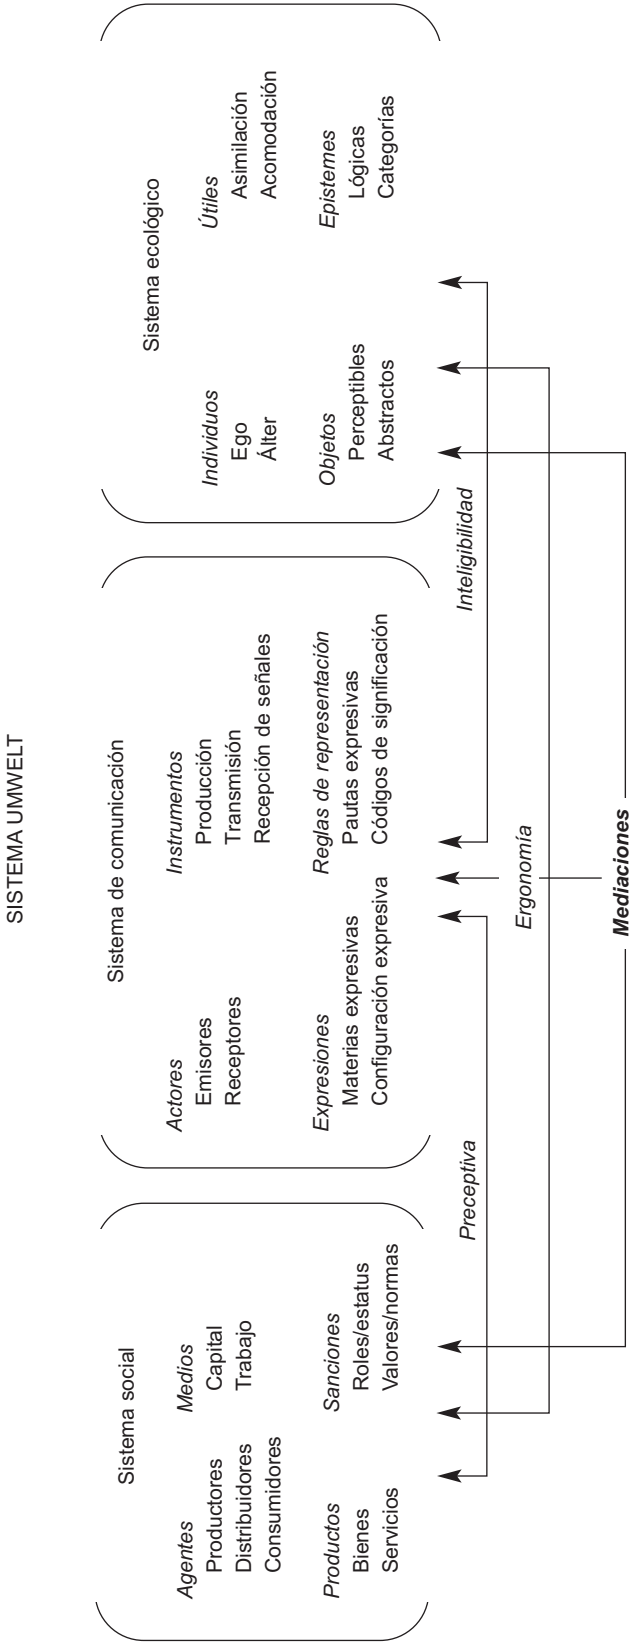 SISTEMA UMWELT
Sistema social
Agentes
Productores
Distribuidores
Consumidores
Medios
Capital
Trabajo
Productos
Bienes
Servicios
Sanciones
Roles/estatus
Valores/normas
Sistema de comunicación
Actores
Emisores
Receptores
Instrumentos
Producción
Transmisión
Recepción de señales
Expresiones
Materias expresivas
Configuración expresiva
Reglas de representación
Pautas expresivas
Códigos de significación
Sistema ecológico
Individuos
Ego
Álter
Útiles
Asimilación
Acomodación
Objetos
Perceptibles
Abstractos
Epistemes
Lógicas
Categorías
Preceptiva
Inteligibilidad
Ergonomía
Mediaciones